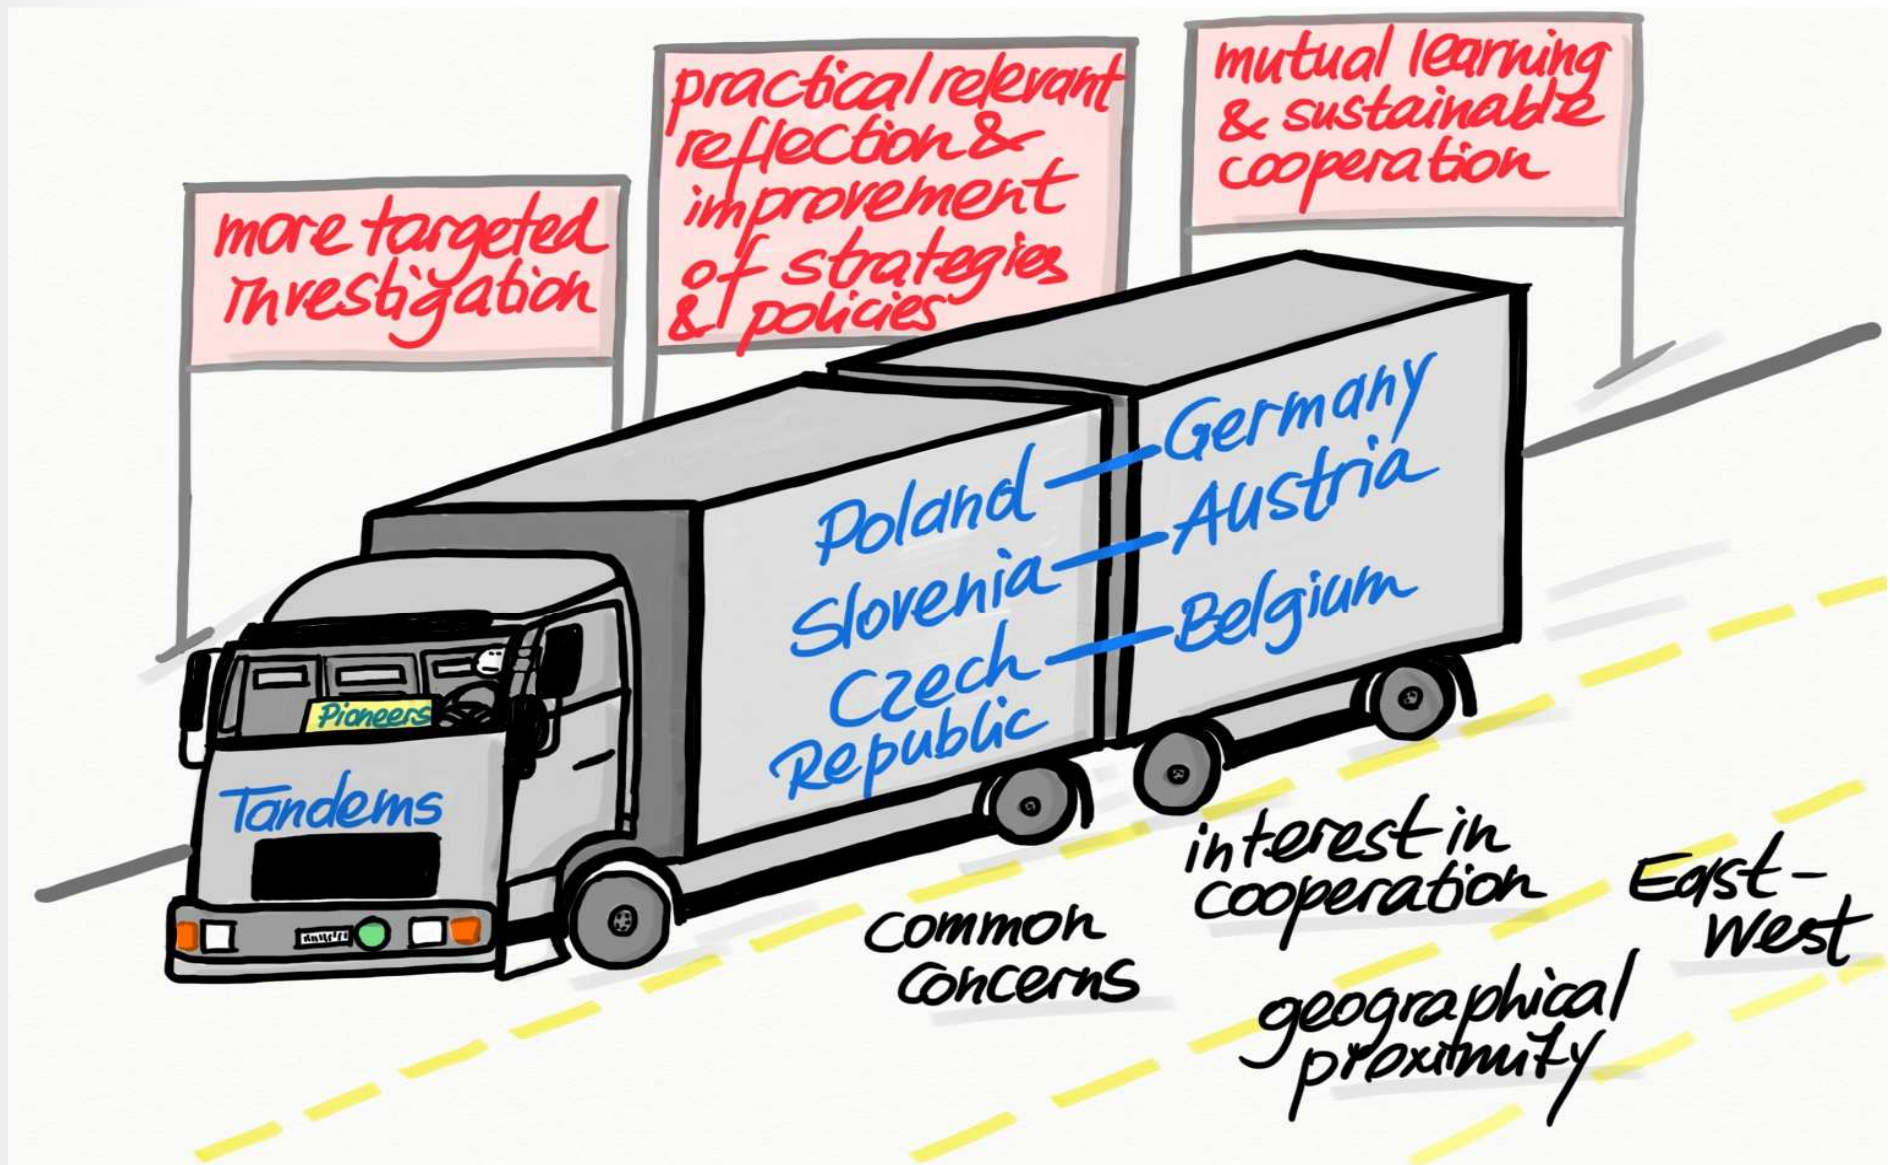 more targeted
investigation
practical relevant
reflection &
improvement
of strategies
& policies
mutual learning
& sustainable
cooperation
Poland – Germany
Slovenia – Austria
Czech – Belgium
Republic
Pioneers
Tandems
common
concerns
interest in
cooperation
East-
West
geographical
proximity